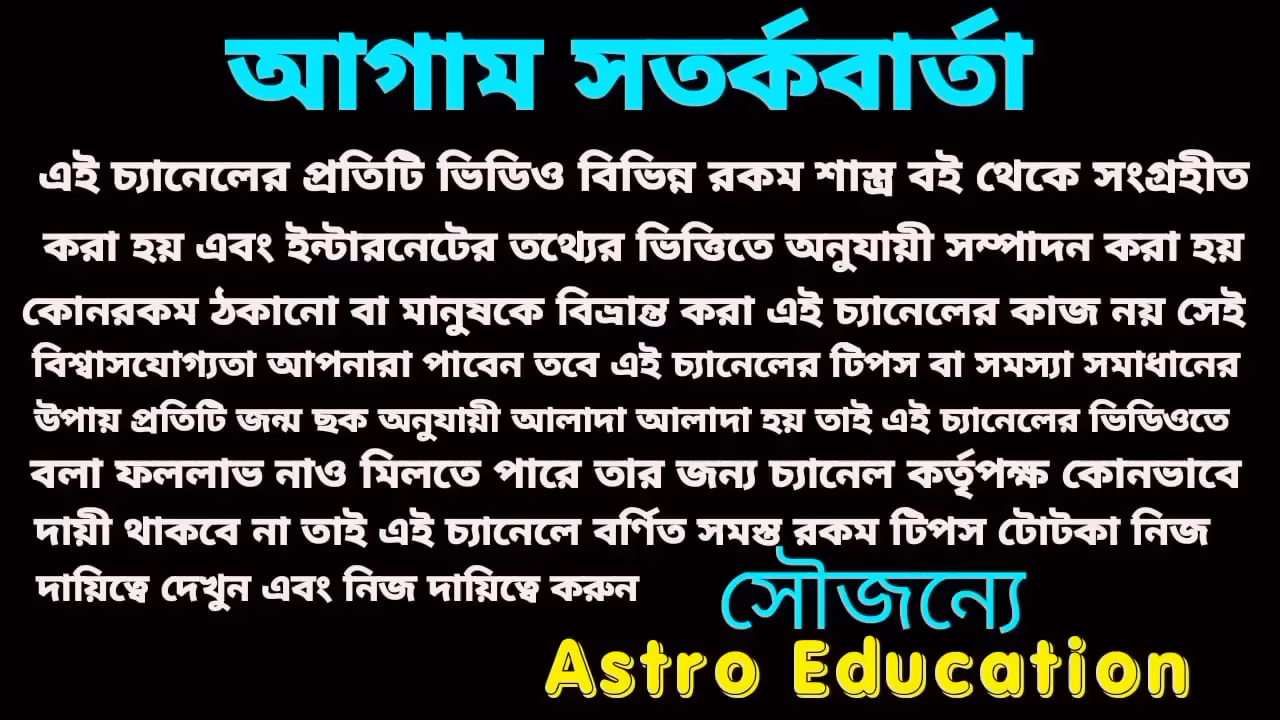 আগাম সতর্কবার্তা
এই চ্যানেলের প্রতিটি ভিডিও বিভিন্ন রকম শাস্ত্র বই থেকে সংগ্রহীত
করা হয় এবং ইন্টারনেটের তথ্যের ভিত্তিতে অনুযায়ী সম্পাদন করা হয়
কোনরকম ঠকানো বা মানুষকে বিভ্রান্ত করা এই চ্যানেলের কাজ নয় সেই
বিশ্বাসযোগ্যতা আপনারা পাবেন তবে এই চ্যানেলের টিপস বা সমস্যা সমাধানের
উপায় প্রতিটি জন্ম ছক অনুযায়ী আলাদা আলাদা হয় তাই এই চ্যানেলের ভিডিওতে
বলা ফললাভ নাও মিলতে পারে তার জন্য চ্যানেল কর্তৃপক্ষ কোনভাবে
দায়ী থাকবে না তাই এই চ্যানেলে বর্ণিত সমস্ত রকম টিপস টোটকা নিজ
দায়িত্বে দেখুন এবং নিজ দায়িত্বে করুন
সৌজন্যে
Astro Education